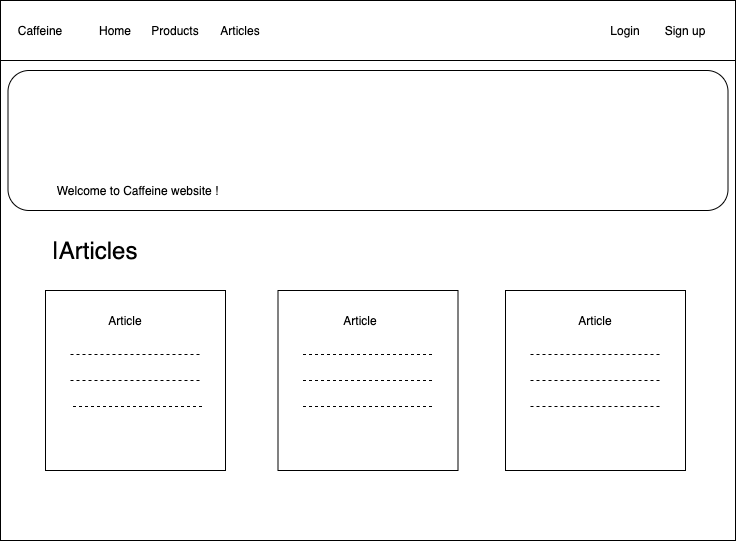 Caffeine Home Products Articles Login Sign up
Welcome to Caffeine website !
|Articles
Article Article Article